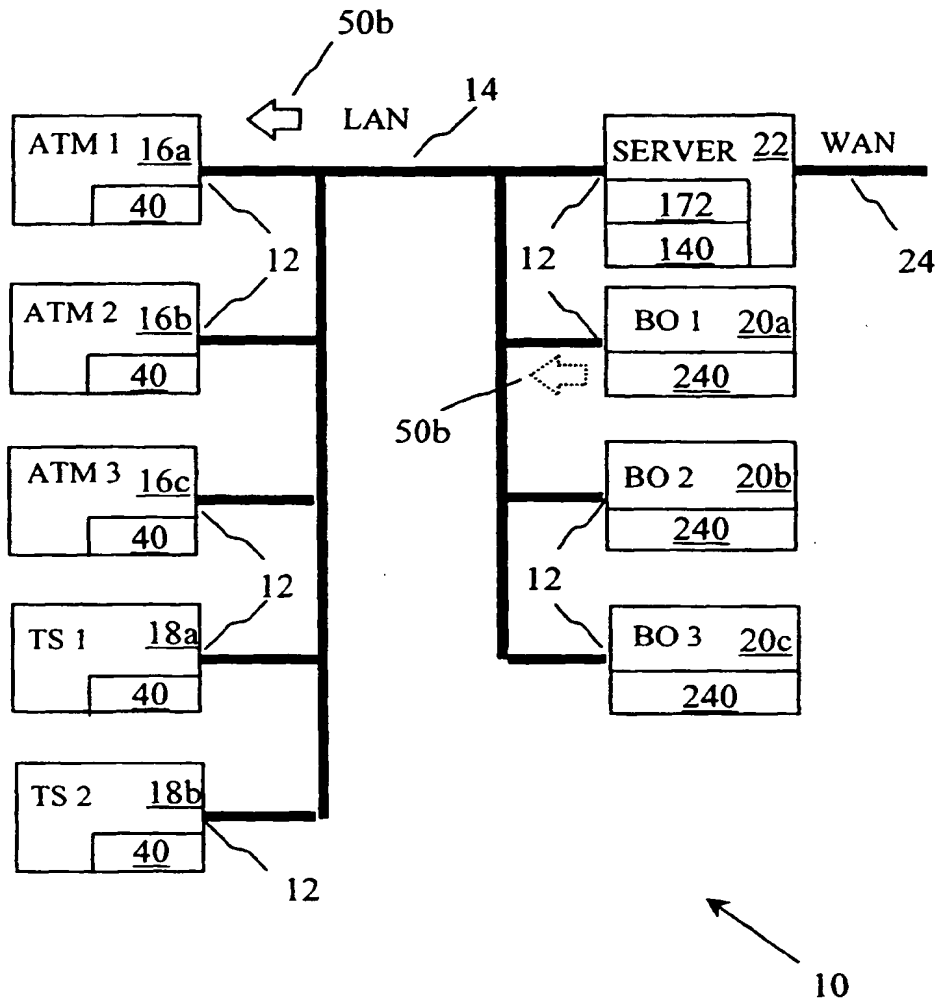 50b
14
LAN
ATM 1 16a
40
SERVER 22
172
140
WAN
24
12
12
ATM 2 16b
40
BO 1 20a
240
50b
ATM 3 16c
40
BO 2 20b
240
12
12
TS 1 18a
40
BO 3 20c
240
TS 2 18b
40
12
10